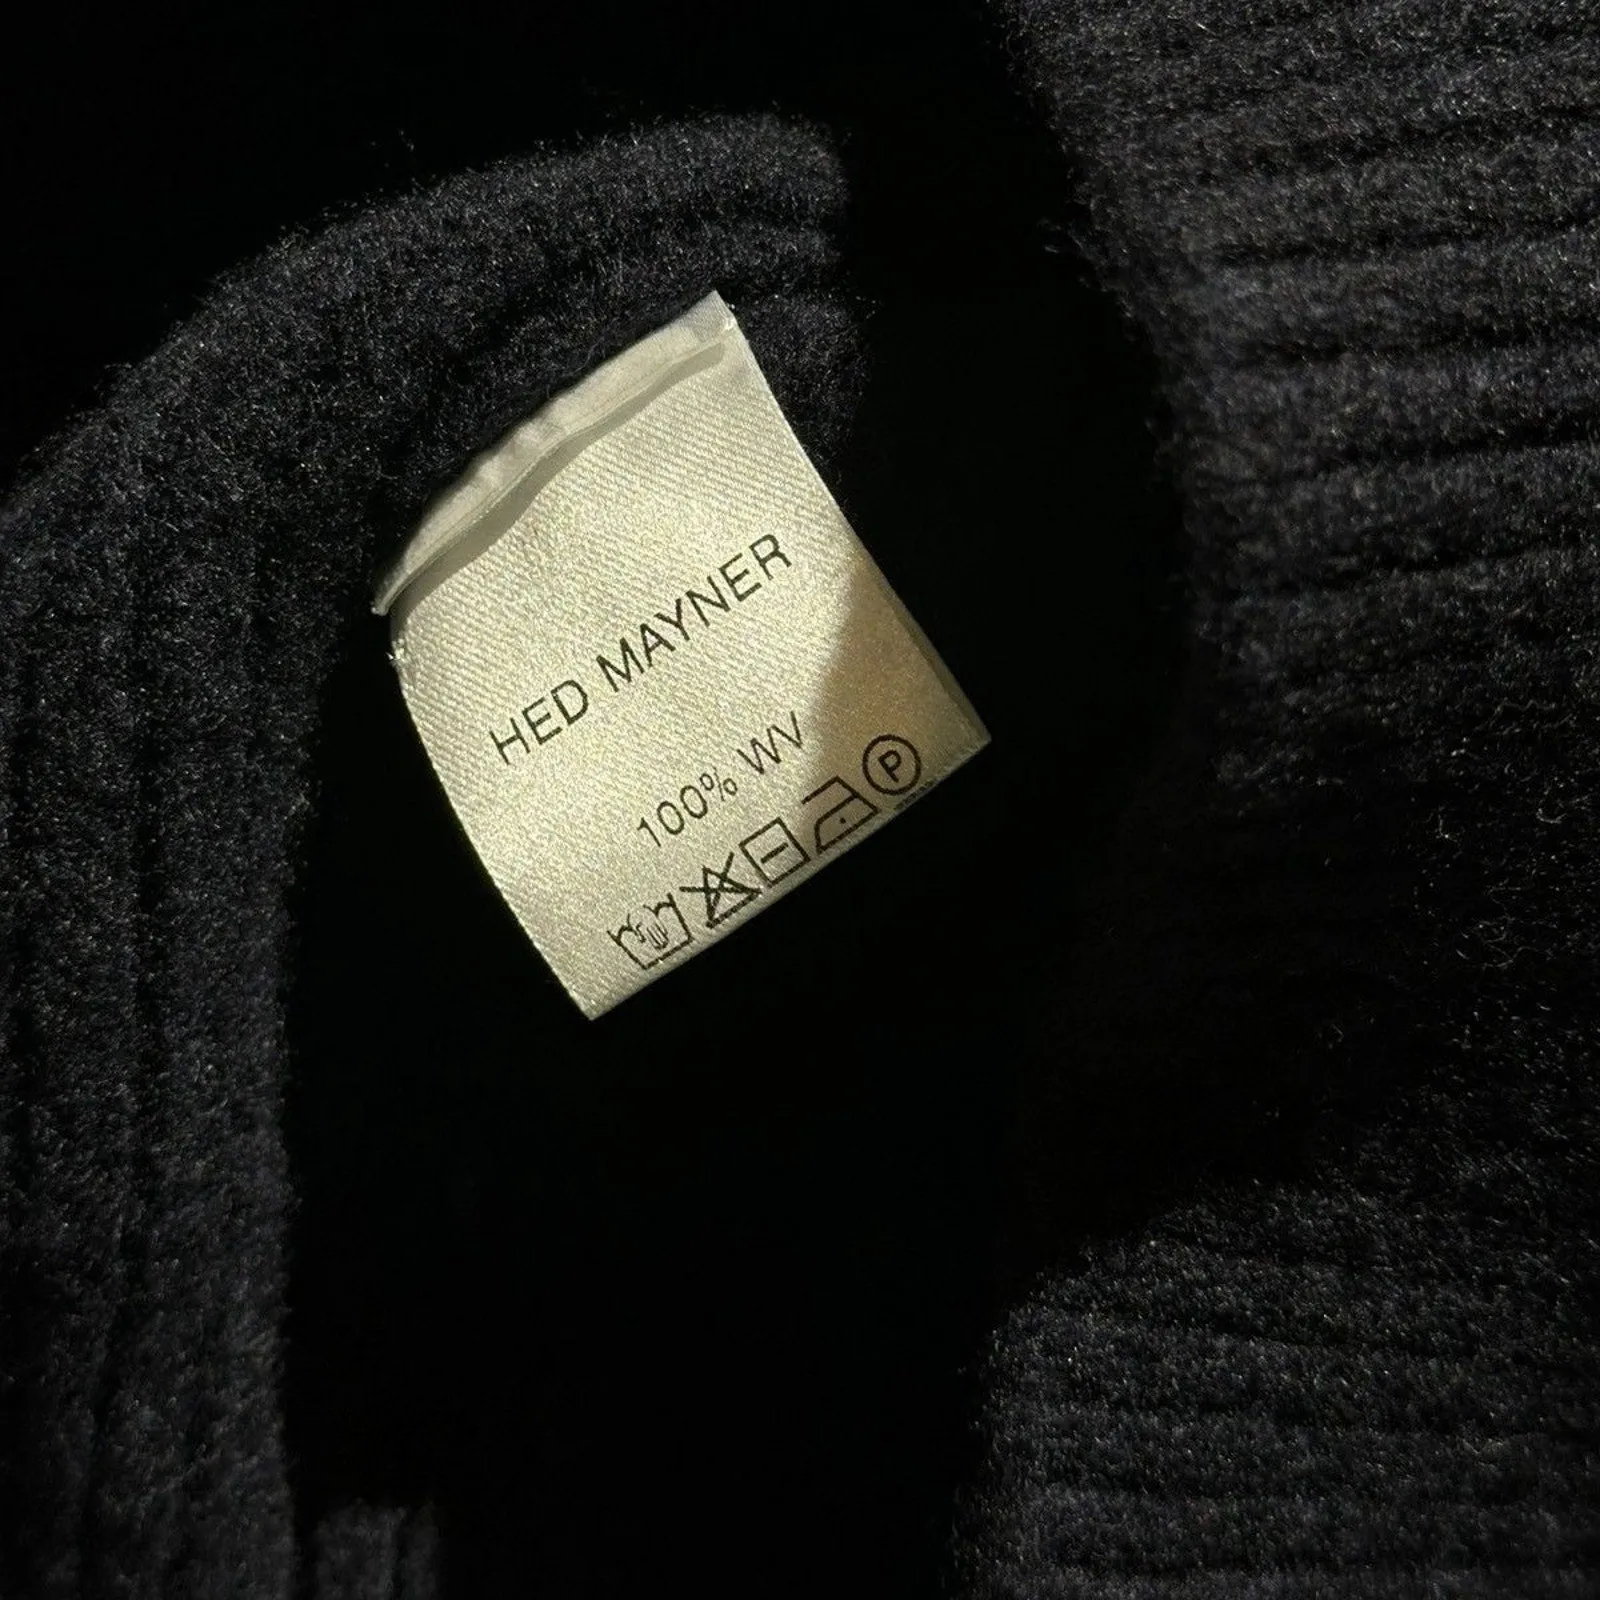 HED MAYNER
100% WV
P